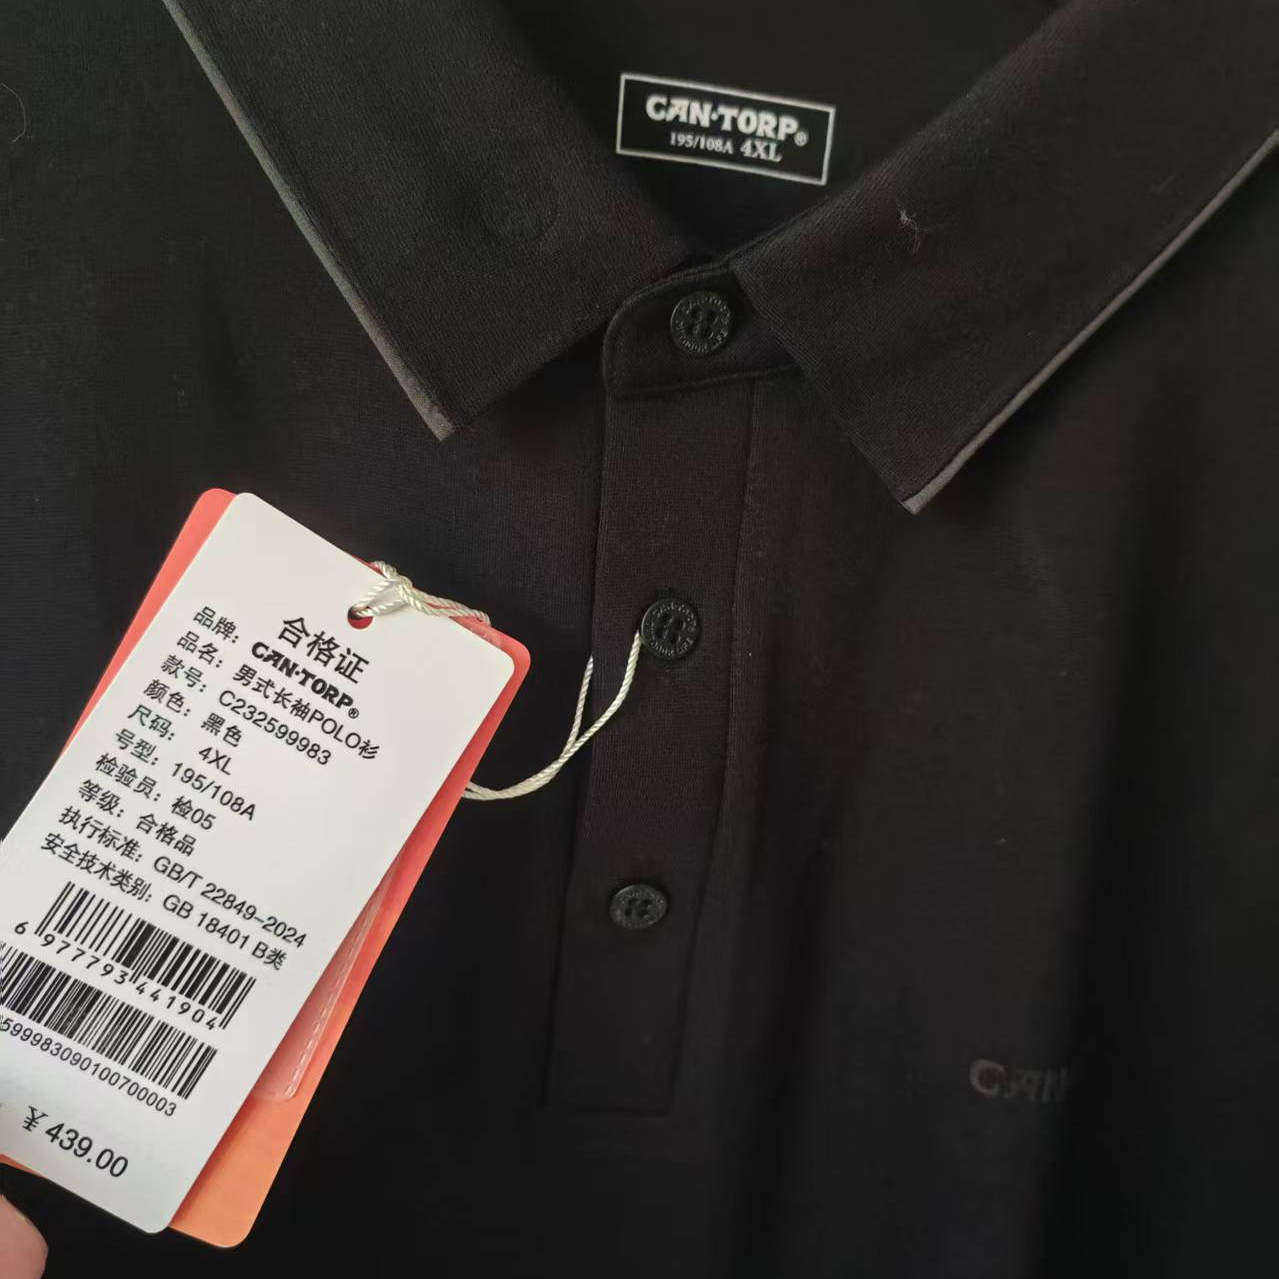 CAN·TORP®
195/108A 4XL
合格证
品牌: CAN·TORP®
品名: 男式长袖POLO衫
款号: C232599983
颜色: 黑色
尺码: 4XL
号型: 195/108A
检验员: 检05
等级: 合格品
执行标准: GB/T 22849-2024
安全技术类别: GB 18401 B类
6 977793 441904
599983090100700003
¥439.00
CAN